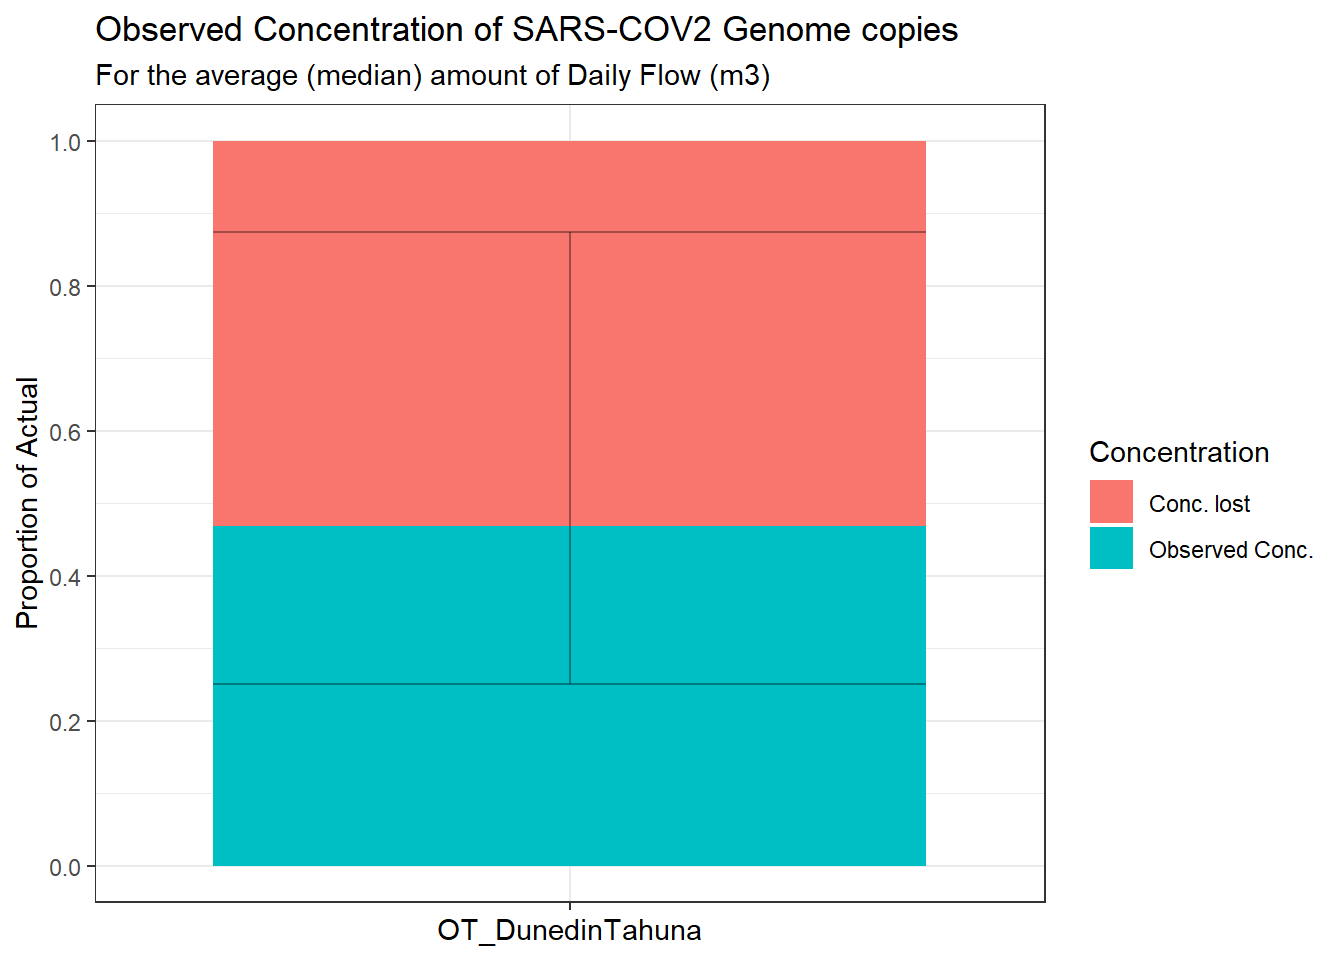 Observed Concentration of SARS-COV2 Genome copies
For the average (median) amount of Daily Flow (m3)
Proportion of Actual
1.0
0.8
0.6
0.4
0.2
0.0
OT_DunedinTahuna
Concentration
Conc. lost
Observed Conc.